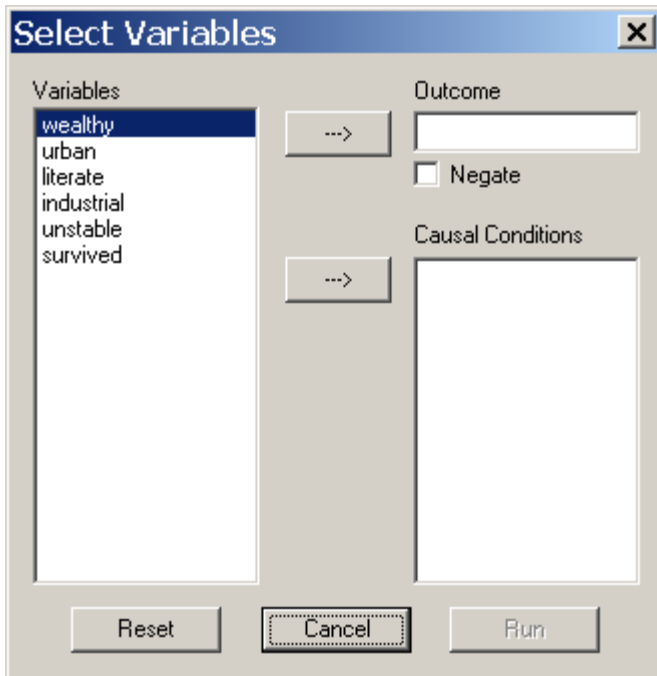 Select Variables
Variables
wealthy
urban
literate
industrial
unstable
survived
--->
Outcome
Negate
--->
Causal Conditions
Reset
Cancel
Run